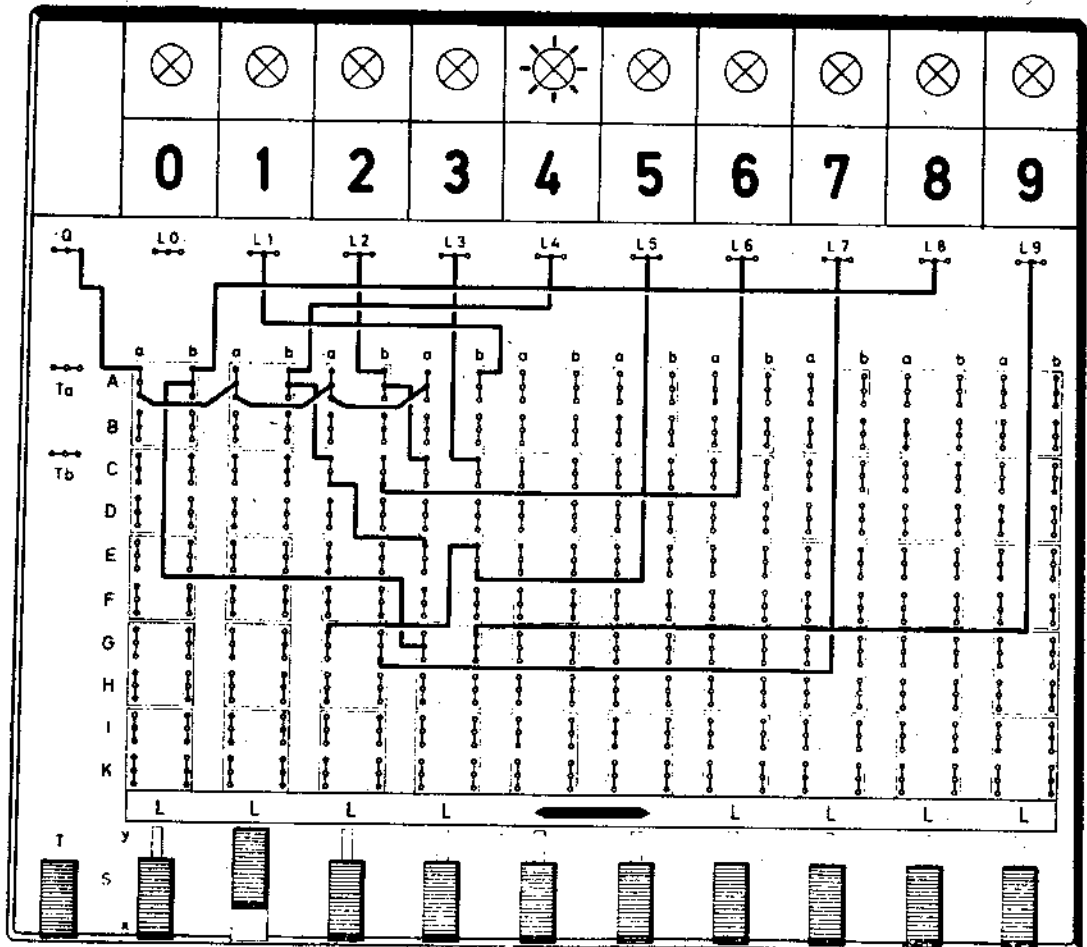 0 1 2 3 4 5 6 7 8 9
Q L0 L1 L2 L3 L4 L5 L6 L7 L8 L9
a b a b a b a b a b a b a b a b a b a b
Ta A
B
Tb C
D
E
F
G
H
I
K
L L L L L L L L
T y
S
x